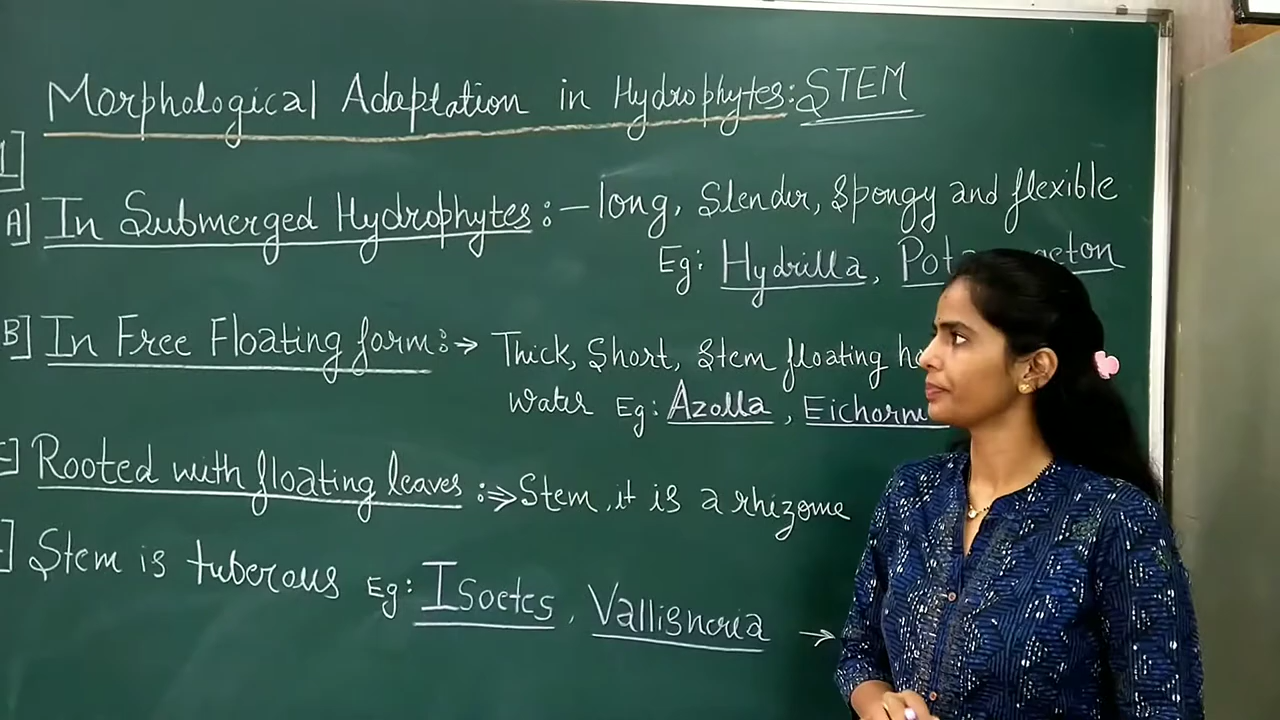 Morphological Adaptation in Hydrophytes: STEM
1]
A] In Submerged Hydrophytes :- long, Slender, Spongy and flexible
Eg: Hydrilla,
B] In Free Floating form :→ Thick, Short, Stem floating
water Eg: Azolla,
Rooted with floating leaves :⇒ Stem, it is a rhizome
Stem is tuberous Eg: Isoetes, Vallisneria →